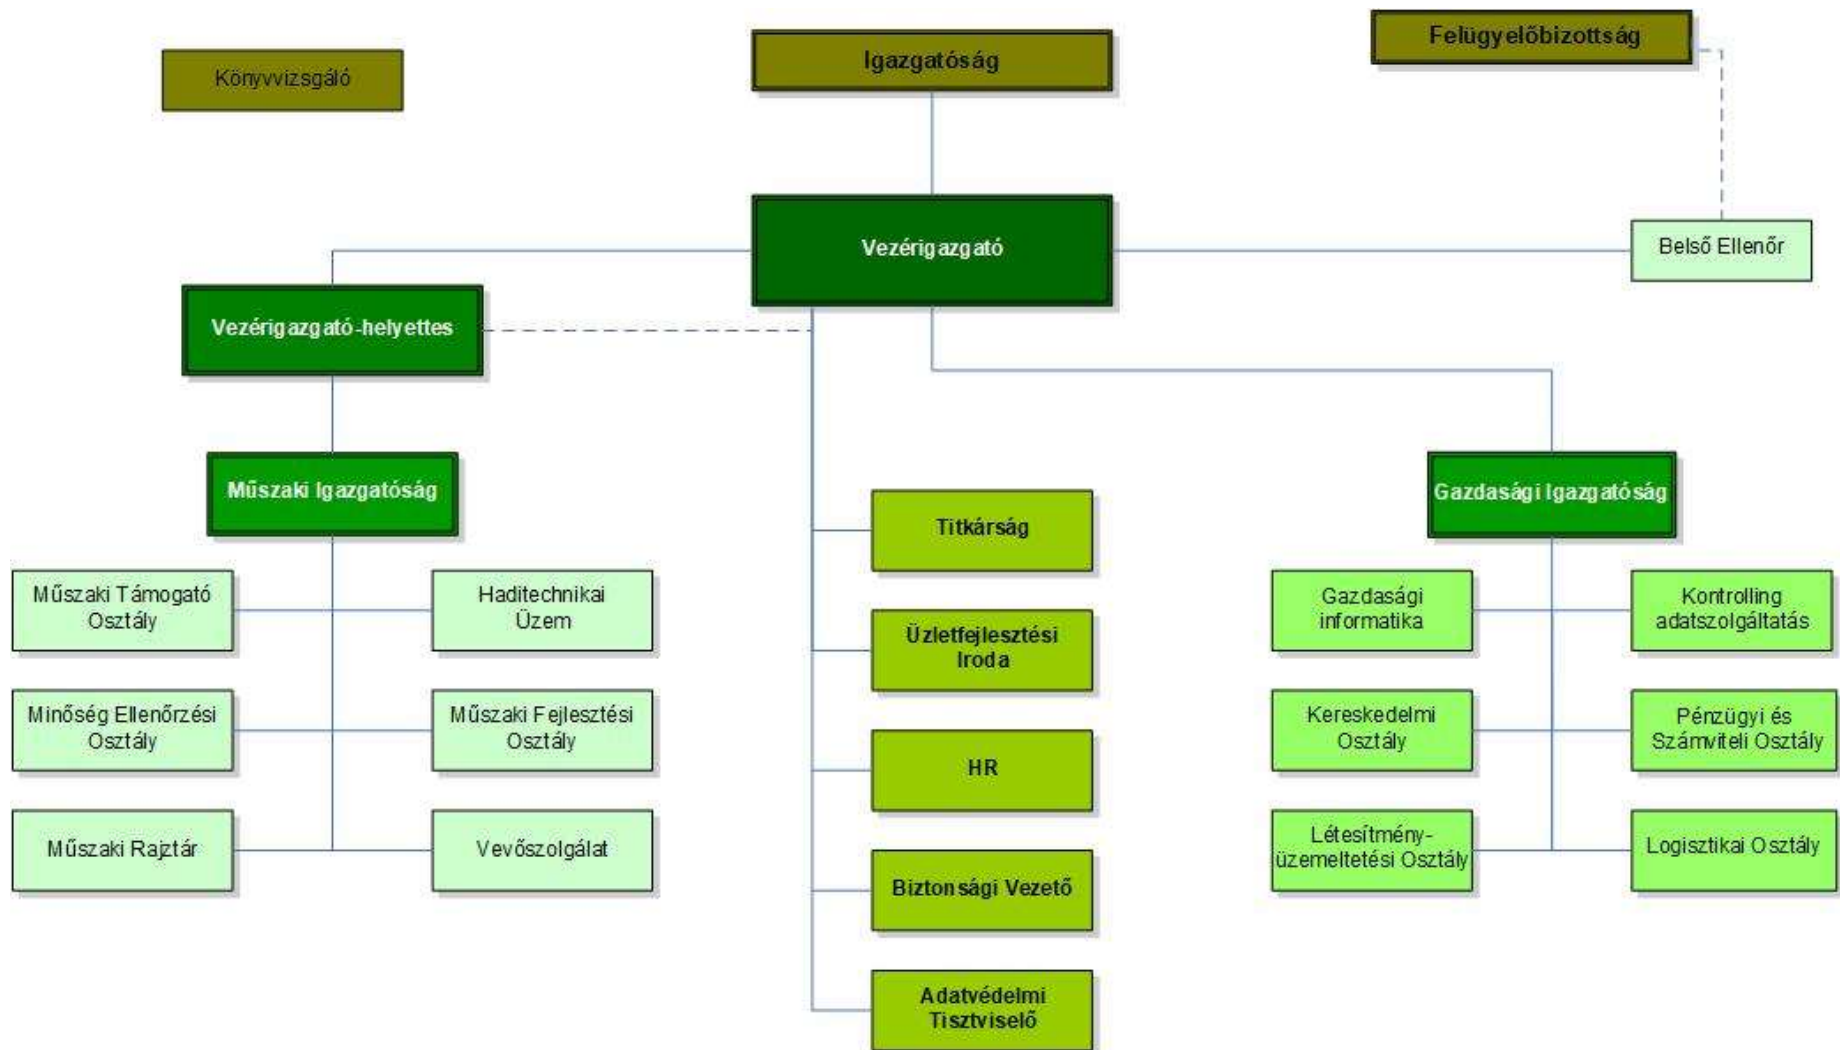 Könyvvizsgáló
Igazgatóság
Felügyelőbizottság
Vezérigazgató
Belső Ellenőr
Vezérigazgató-helyettes
Műszaki Igazgatóság
Műszaki Támogató
Osztály
Haditechnikai
Üzem
Minőség Ellenőrzési
Osztály
Műszaki Fejlesztési
Osztály
Műszaki Rajztár
Vevőszolgálat
Titkárság
Üzletfejlesztési
Iroda
HR
Biztonsági Vezető
Adatvédelmi
Tisztviselő
Gazdasági Igazgatóság
Gazdasági
informatika
Kontrolling
adatszolgáltatás
Kereskedelmi
Osztály
Pénzügyi és
Számviteli Osztály
Létesítmény-
üzemeltetési Osztály
Logisztikai Osztály